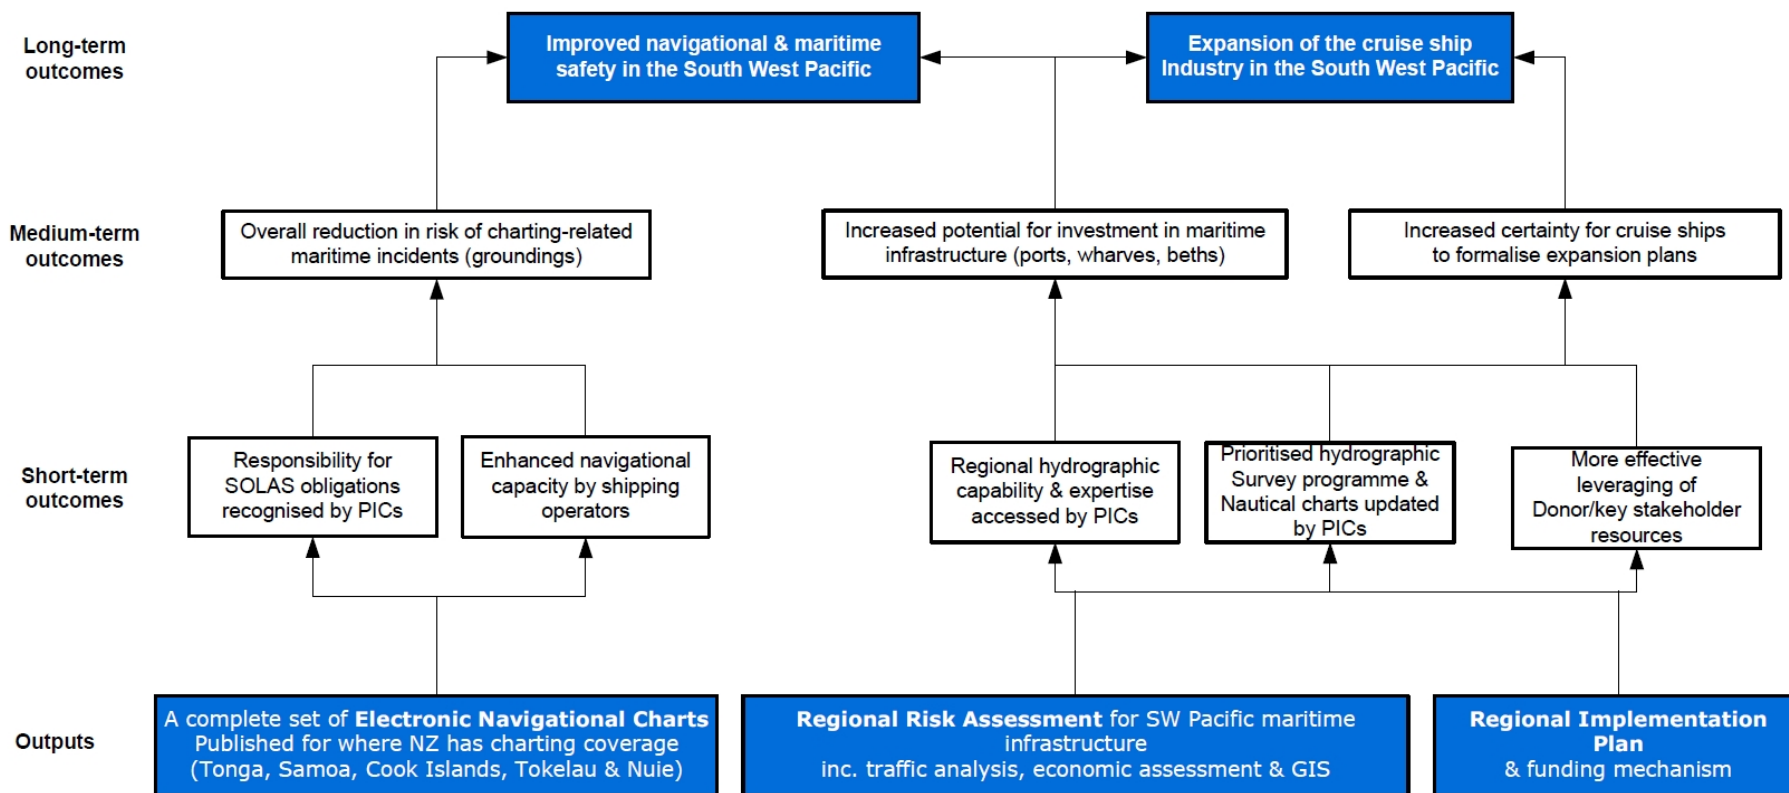 Long-term
outcomes
Improved navigational & maritime
safety in the South West Pacific
Expansion of the cruise ship
Industry in the South West Pacific
Medium-term
outcomes
Overall reduction in risk of charting-related
maritime incidents (groundings)
Increased potential for investment in maritime
infrastructure (ports, wharves, beths)
Increased certainty for cruise ships
to formalise expansion plans
Short-term
outcomes
Responsibility for
SOLAS obligations
recognised by PICs
Enhanced navigational
capacity by shipping
operators
Regional hydrographic
capability & expertise
accessed by PICs
Prioritised hydrographic
Survey programme &
Nautical charts updated
by PICs
More effective
leveraging of
Donor/key stakeholder
resources
Outputs
A complete set of Electronic Navigational Charts
Published for where NZ has charting coverage
(Tonga, Samoa, Cook Islands, Tokelau & Nuie)
Regional Risk Assessment for SW Pacific maritime
infrastructure
inc. traffic analysis, economic assessment & GIS
Regional Implementation
Plan
& funding mechanism